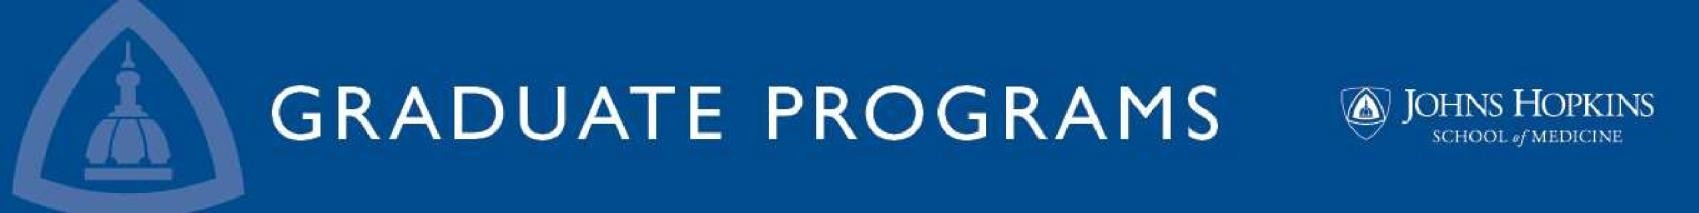 GRADUATE PROGRAMS
JOHNS HOPKINS
SCHOOL of MEDICINE